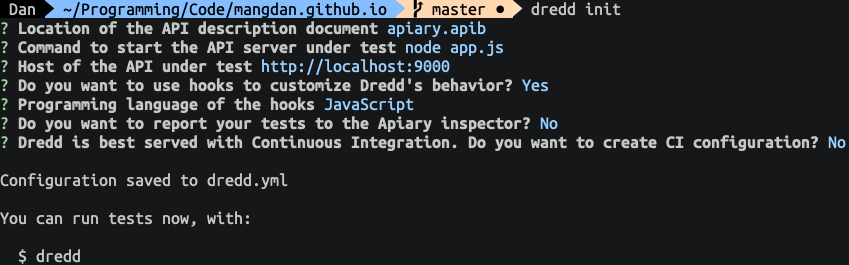 Dan ~/Programming/Code/mangdan.github.io master ● dredd init
? Location of the API description document apiary.apib
? Command to start the API server under test node app.js
? Host of the API under test http://localhost:9000
? Do you want to use hooks to customize Dredd's behavior? Yes
? Programming language of the hooks JavaScript
? Do you want to report your tests to the Apiary inspector? No
? Dredd is best served with Continuous Integration. Do you want to create CI configuration? No
Configuration saved to dredd.yml
You can run tests now, with:
$ dredd